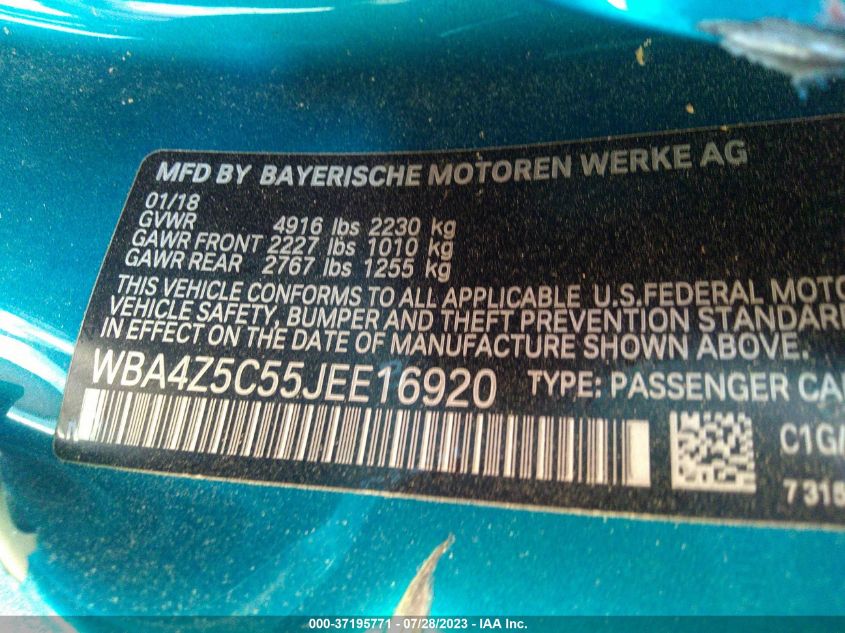 MFD BY BAYERISCHE MOTOREN WERKE AG
01/18
GVWR 4916 lbs 2230 kg
GAWR FRONT 2227 lbs 1010 kg
GAWR REAR 2767 lbs 1255 kg
THIS VEHICLE CONFORMS TO ALL APPLICABLE U.S.FEDERAL MOTO
VEHICLE SAFETY, BUMPER AND THEFT PREVENTION STANDAR
IN EFFECT ON THE DATE OF MANUFACTURE SHOWN ABOVE.
WBA4Z5C55JEE16920 TYPE: PASSENGER CA
C1G/
7315
000-37195771 - 07/28/2023 - IAA Inc.